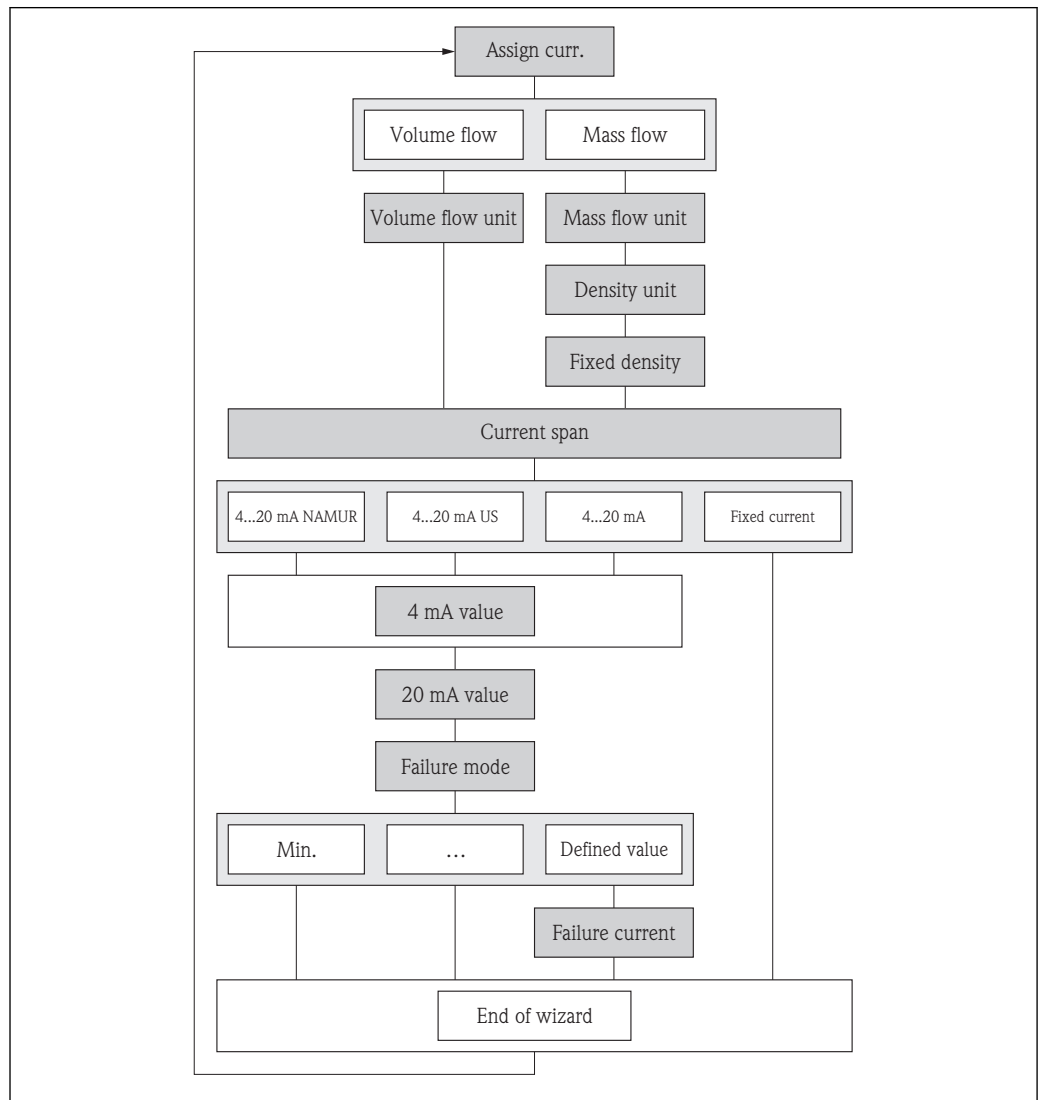 Assign curr.
Volume flow
Mass flow
Volume flow unit
Mass flow unit
Density unit
Fixed density
Current span
4...20 mA NAMUR
4...20 mA US
4...20 mA
Fixed current
4 mA value
20 mA value
Failure mode
Min.
...
Defined value
Failure current
End of wizard